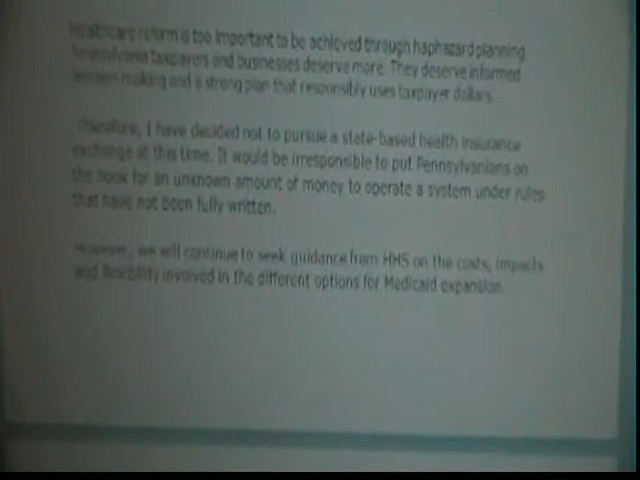 Healthcare reform is too important to be achieved through haphazard planning
Pennsylvania taxpayers and businesses deserve more. They deserve informed
decision making and a strong plan that responsibly uses taxpayer dollars.
Therefore, I have decided not to pursue a state-based health insurance
exchange at this time. It would be irresponsible to put Pennsylvanians on
the hook for an unknown amount of money to operate a system under rules
that have not been fully written.
However, we will continue to seek guidance from HHS on the costs, impacts
and flexibility involved in the different options for Medicaid expansion.